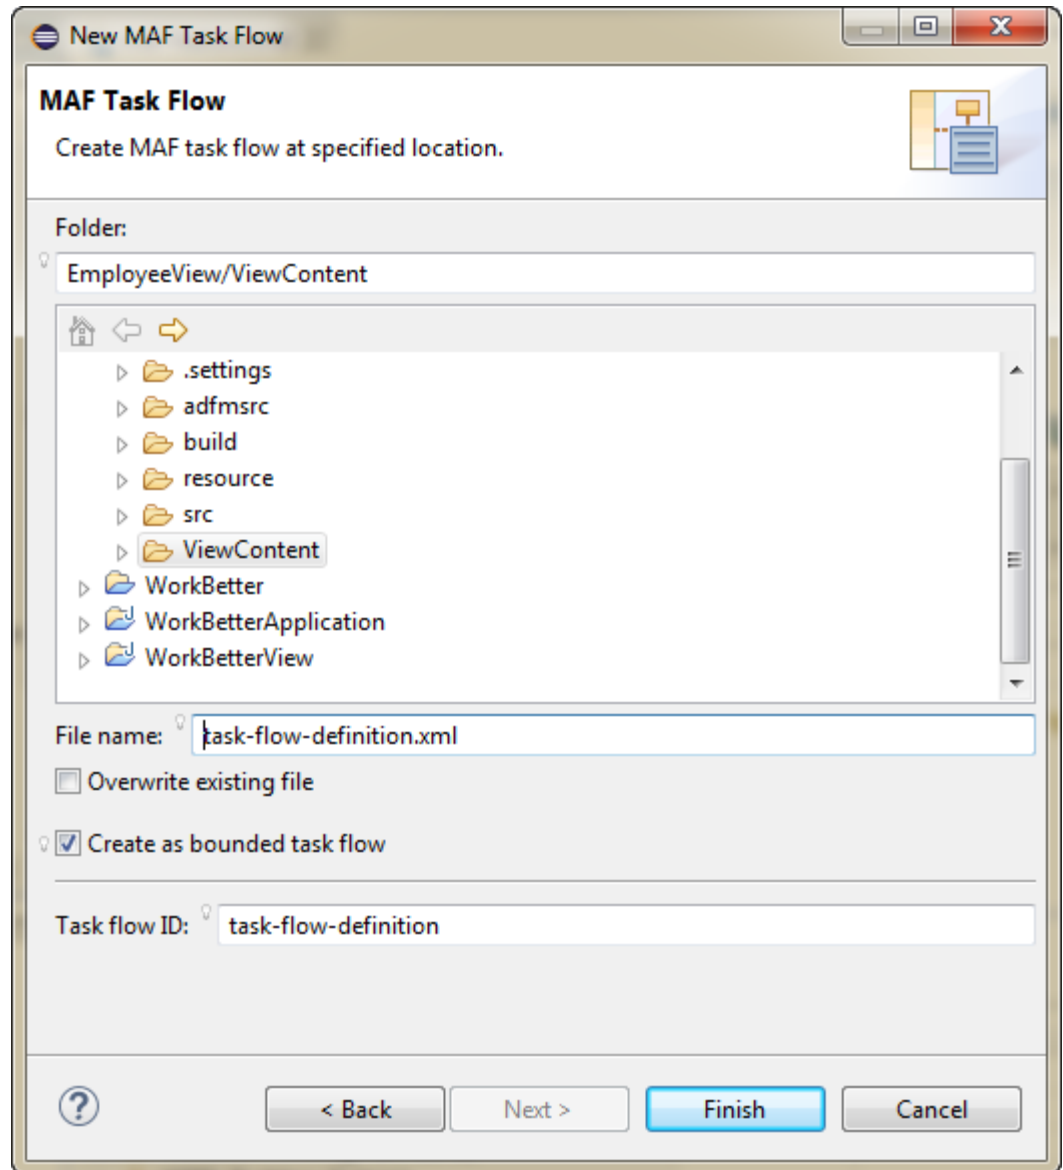 New MAF Task Flow
MAF Task Flow
Create MAF task flow at specified location.
Folder:
EmployeeView/ViewContent
.settings
adfmsrc
build
resource
src
ViewContent
WorkBetter
WorkBetterApplication
WorkBetterView
File name: task-flow-definition.xml
Overwrite existing file
Create as bounded task flow
Task flow ID: task-flow-definition
? < Back Next > Finish Cancel